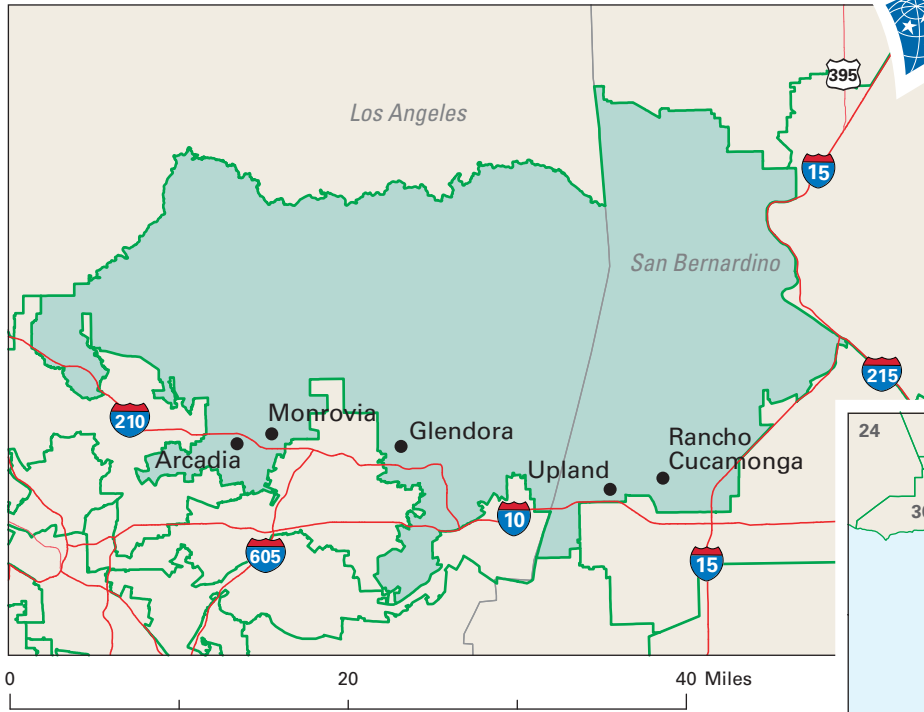 395
Los Angeles
15
San Bernardino
215
210
Monrovia
Glendora
Arcadia
Rancho
Cucamonga
Upland
24
10
605
15
0
20
40 Miles